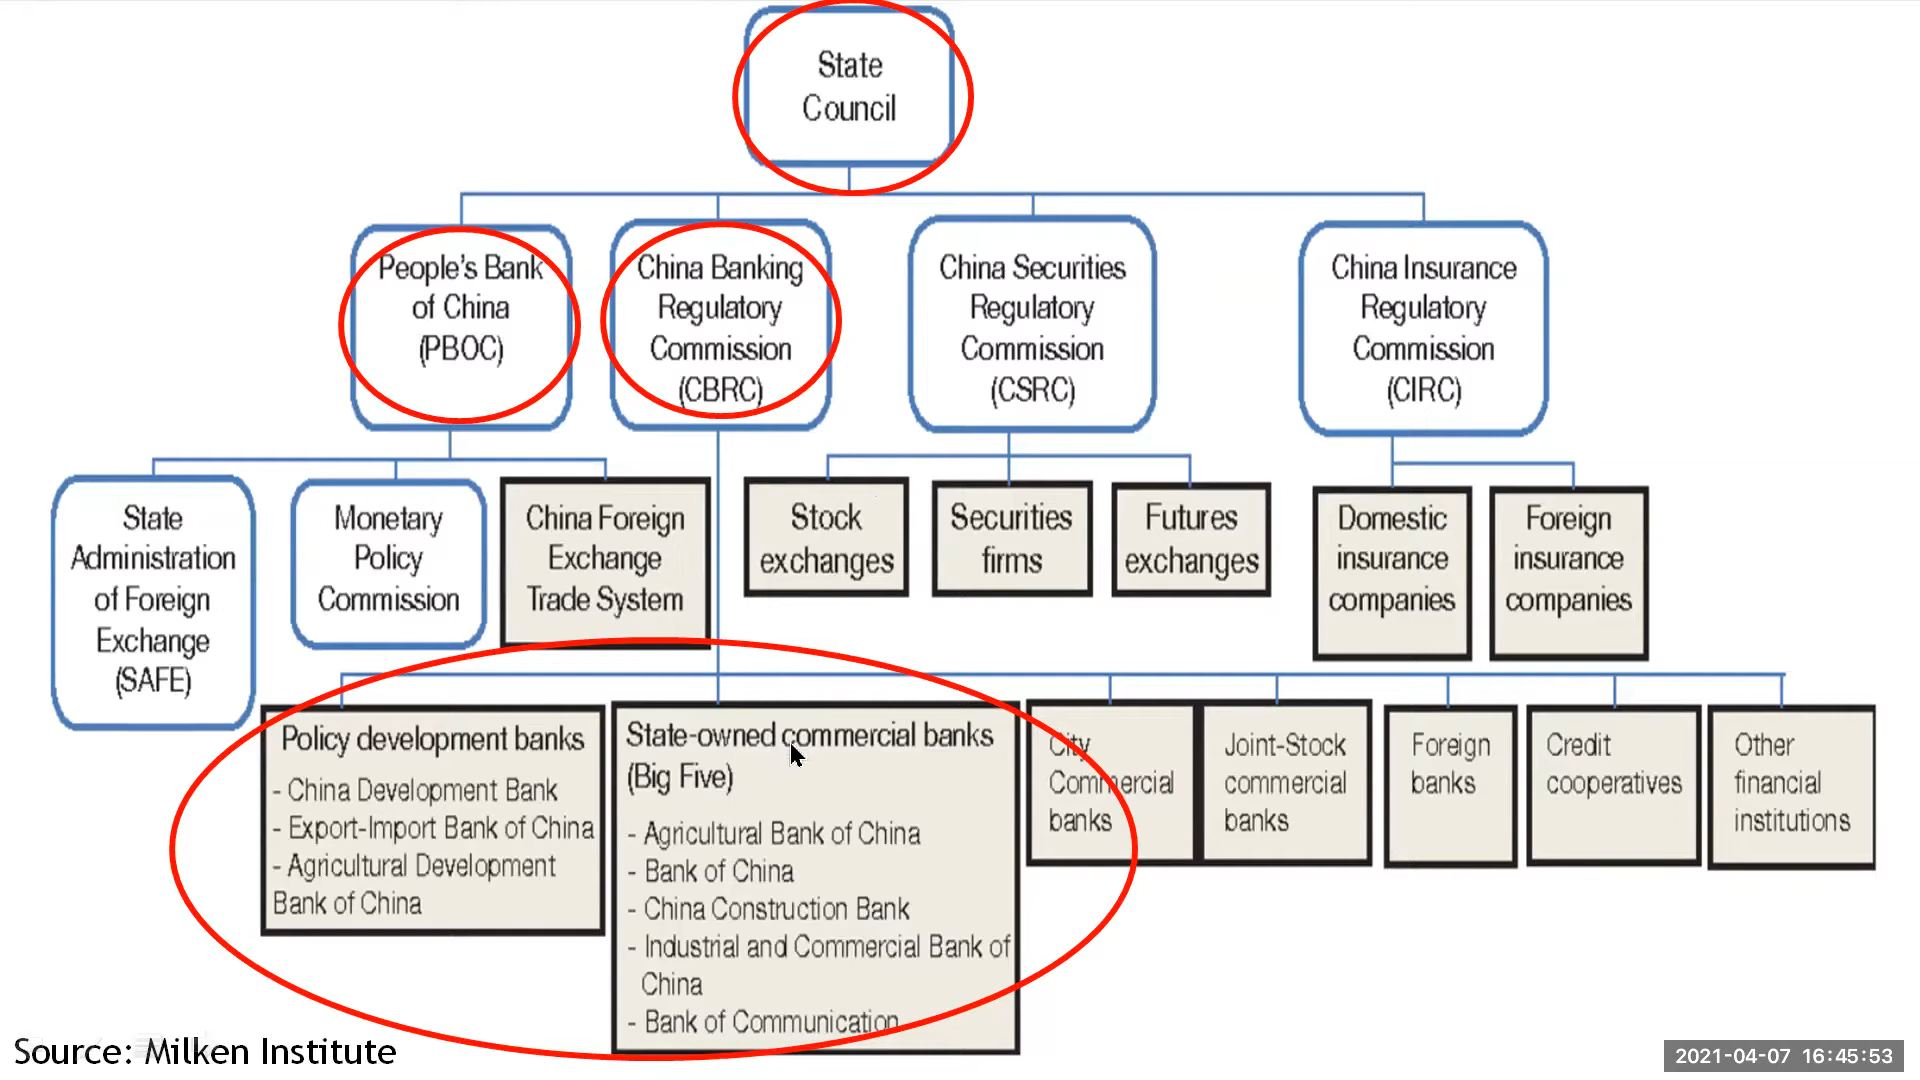 State
Council
People's Bank
of China
(PBOC)
China Banking
Regulatory
Commission
(CBRC)
China Securities
Regulatory
Commission
(CSRC)
China Insurance
Regulatory
Commission
(CIRC)
State
Administration
of Foreign
Exchange
(SAFE)
Monetary
Policy
Commission
China Foreign
Exchange
Trade System
Stock
exchanges
Securities
firms
Futures
exchanges
Domestic
insurance
companies
Foreign
insurance
companies
Policy development banks
- China Development Bank
- Export-Import Bank of China
- Agricultural Development
Bank of China
State-owned commercial banks
(Big Five)
- Agricultural Bank of China
- Bank of China
- China Construction Bank
- Industrial and Commercial Bank of
China
- Bank of Communication
City
Commercial
banks
Joint-Stock
commercial
banks
Foreign
banks
Credit
cooperatives
Other
financial
institutions
Source: Milken Institute
2021-04-07 16:45:53